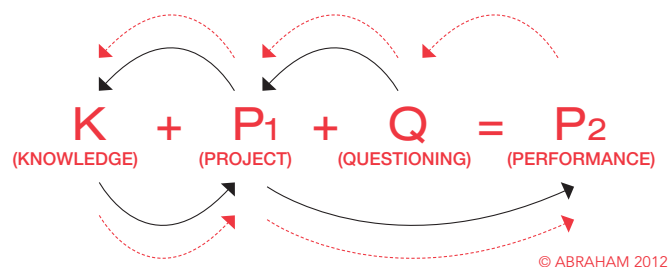 K + P1 + Q = P2
(KNOWLEDGE) (PROJECT) (QUESTIONING) (PERFORMANCE)
© ABRAHAM 2012